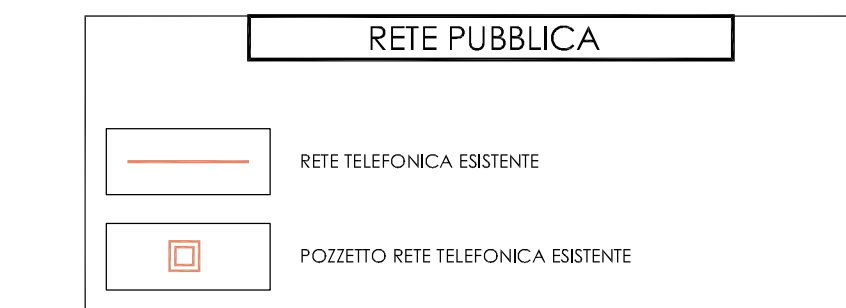 RETE PUBBLICA
RETE TELEFONICA ESISTENTE
POZZETTO RETE TELEFONICA ESISTENTE